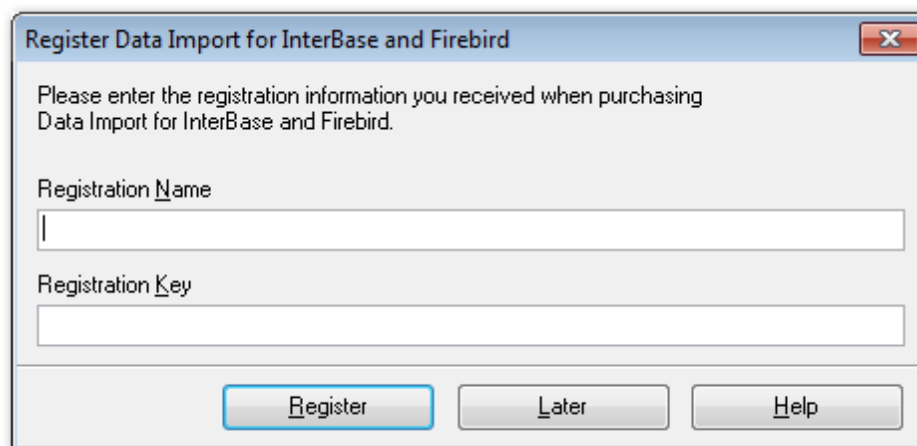 Register Data Import for InterBase and Firebird
Please enter the registration information you received when purchasing
Data Import for InterBase and Firebird.
Registration Name
Registration Key
Register
Later
Help